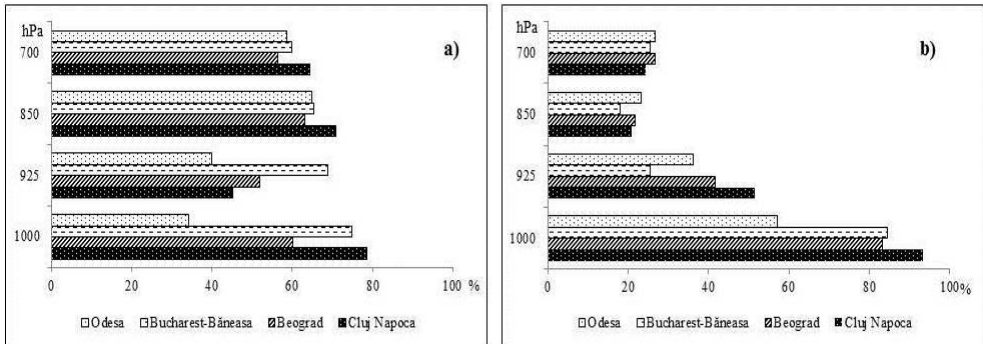 hPa
a)
700
850
925
1000
0 20 40 60 80 100 %
Odesa Bucharest-Băneasa Beograd Cluj Napoca
hPa
b)
700
850
925
1000
0 20 40 60 80 100%
Odesa Bucharest-Băneasa Beograd Cluj Napoca